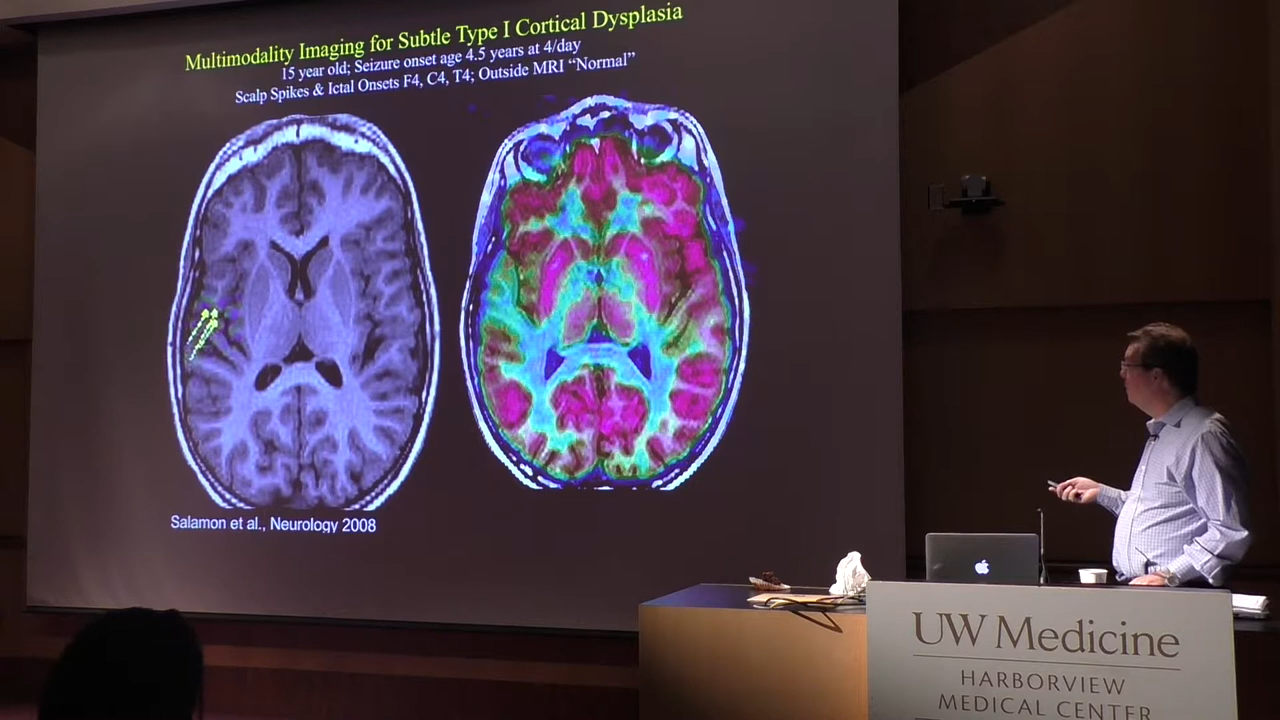 Multimodality Imaging for Subtle Type I Cortical Dysplasia
15 year old; Seizure onset age 4.5 years at 4/day
Scalp Spikes & Ictal Onsets F4, C4, T4; Outside MRI “Normal”
Salamon et al., Neurology 2008
UW Medicine
HARBORVIEW
MEDICAL CENTER